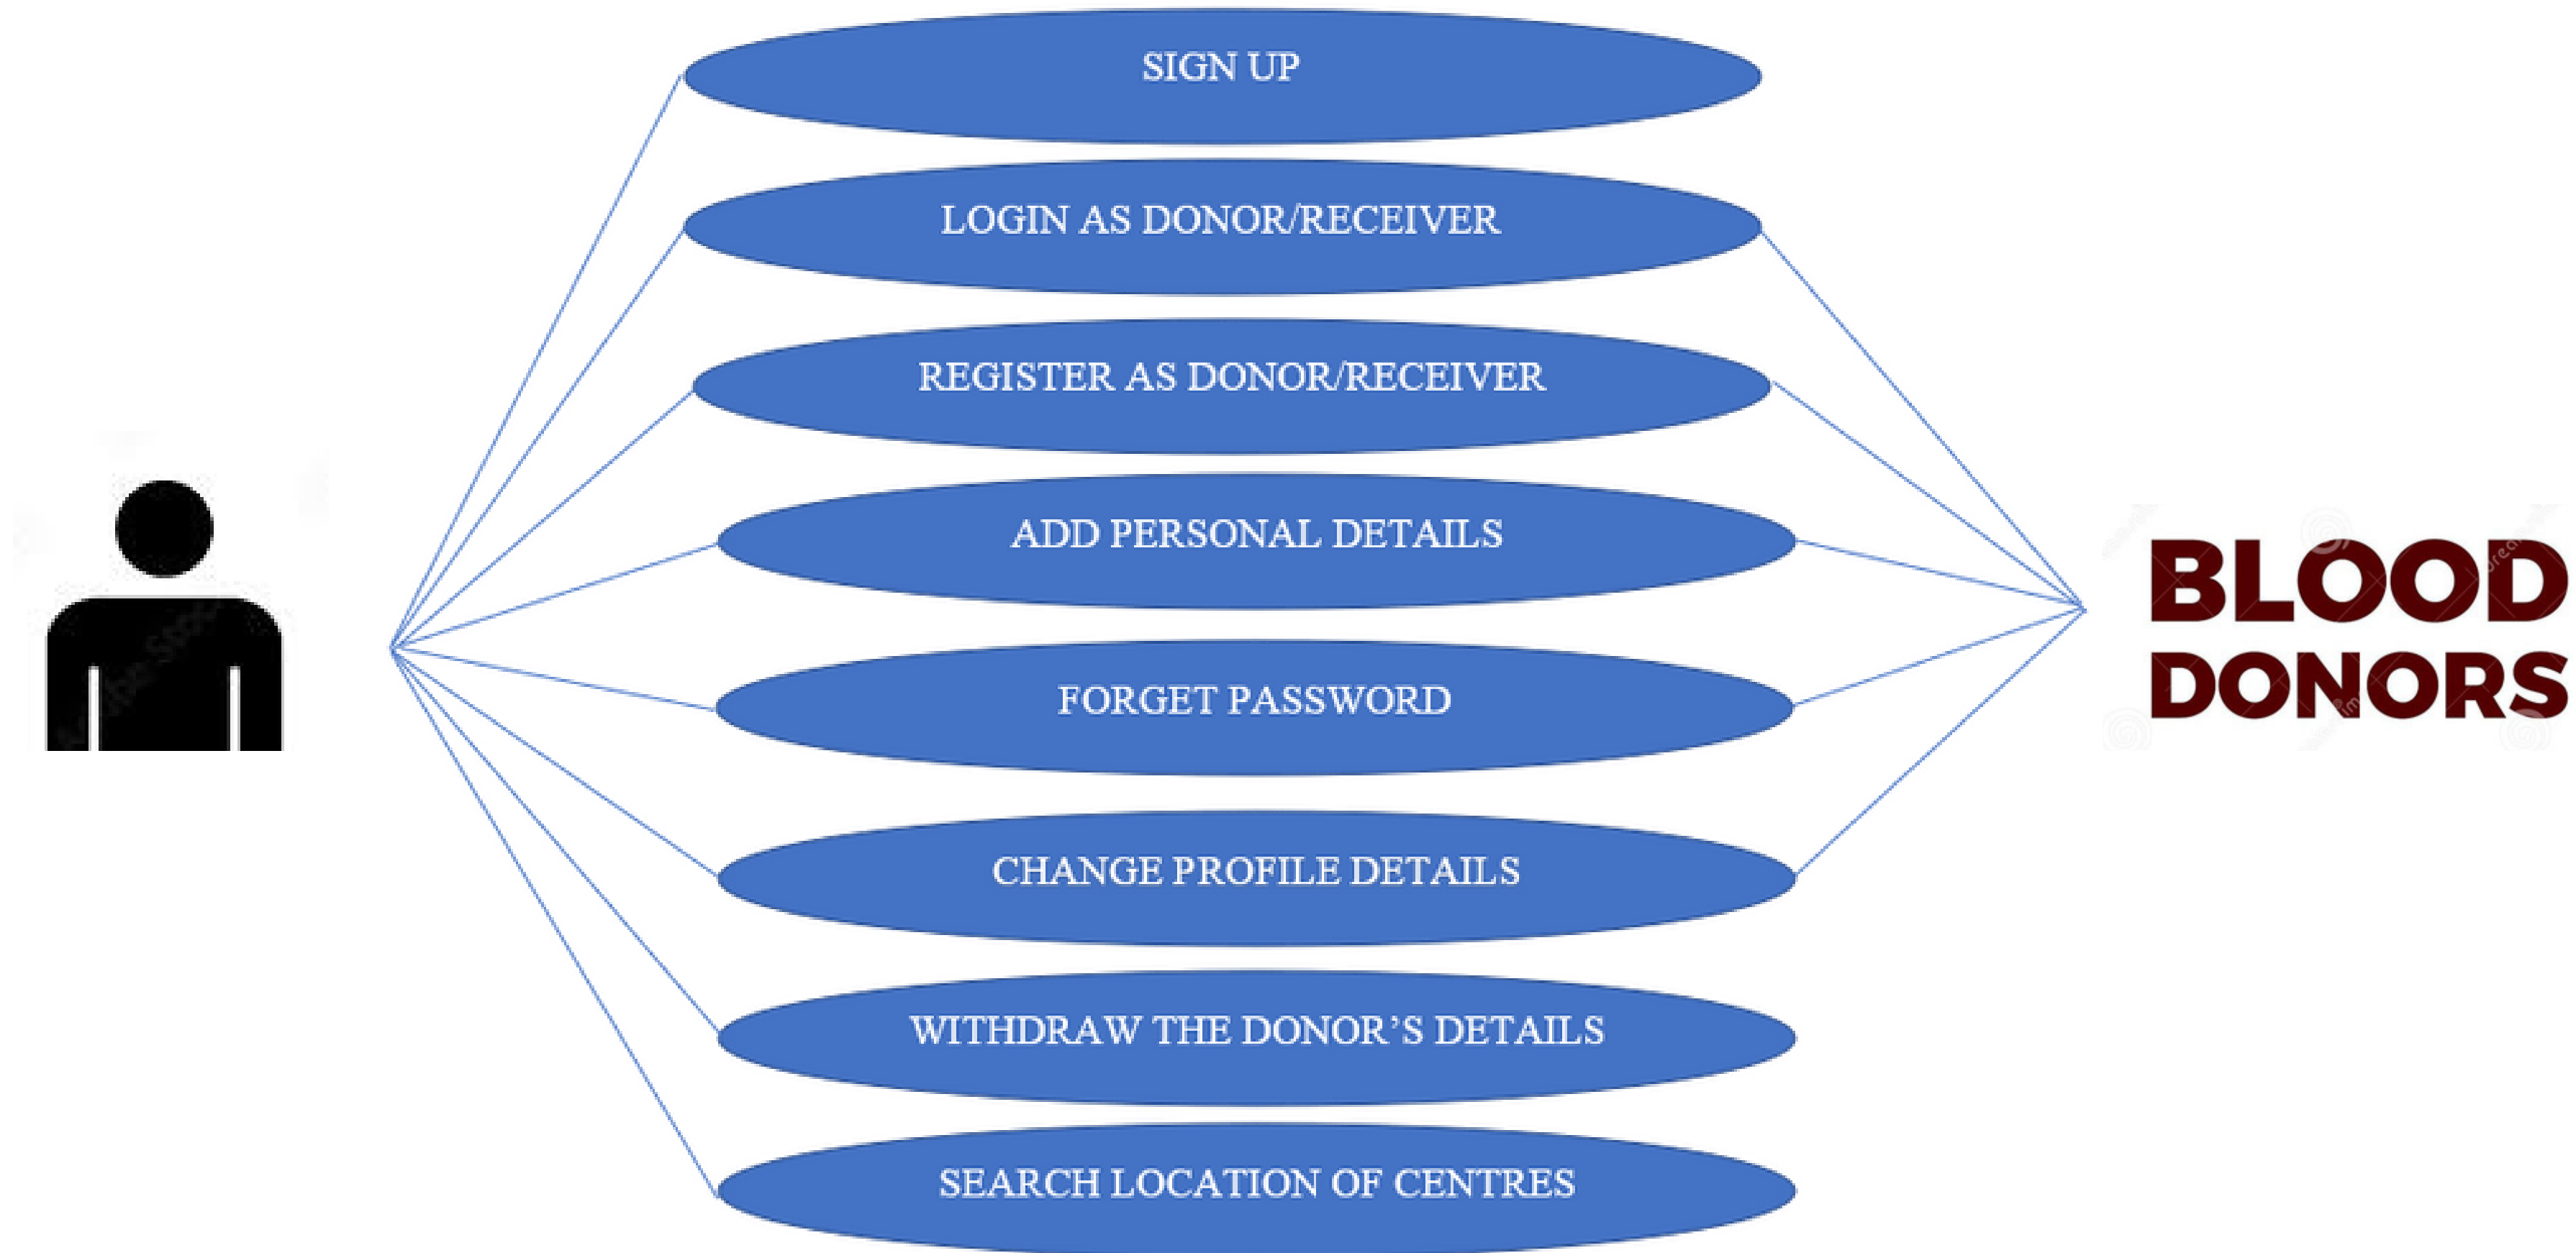 SIGN UP
LOGIN AS DONOR/RECEIVER
REGISTER AS DONOR/RECEIVER
ADD PERSONAL DETAILS
FORGET PASSWORD
CHANGE PROFILE DETAILS
WITHDRAW THE DONOR’S DETAILS
SEARCH LOCATION OF CENTRES
BLOOD
DONORS